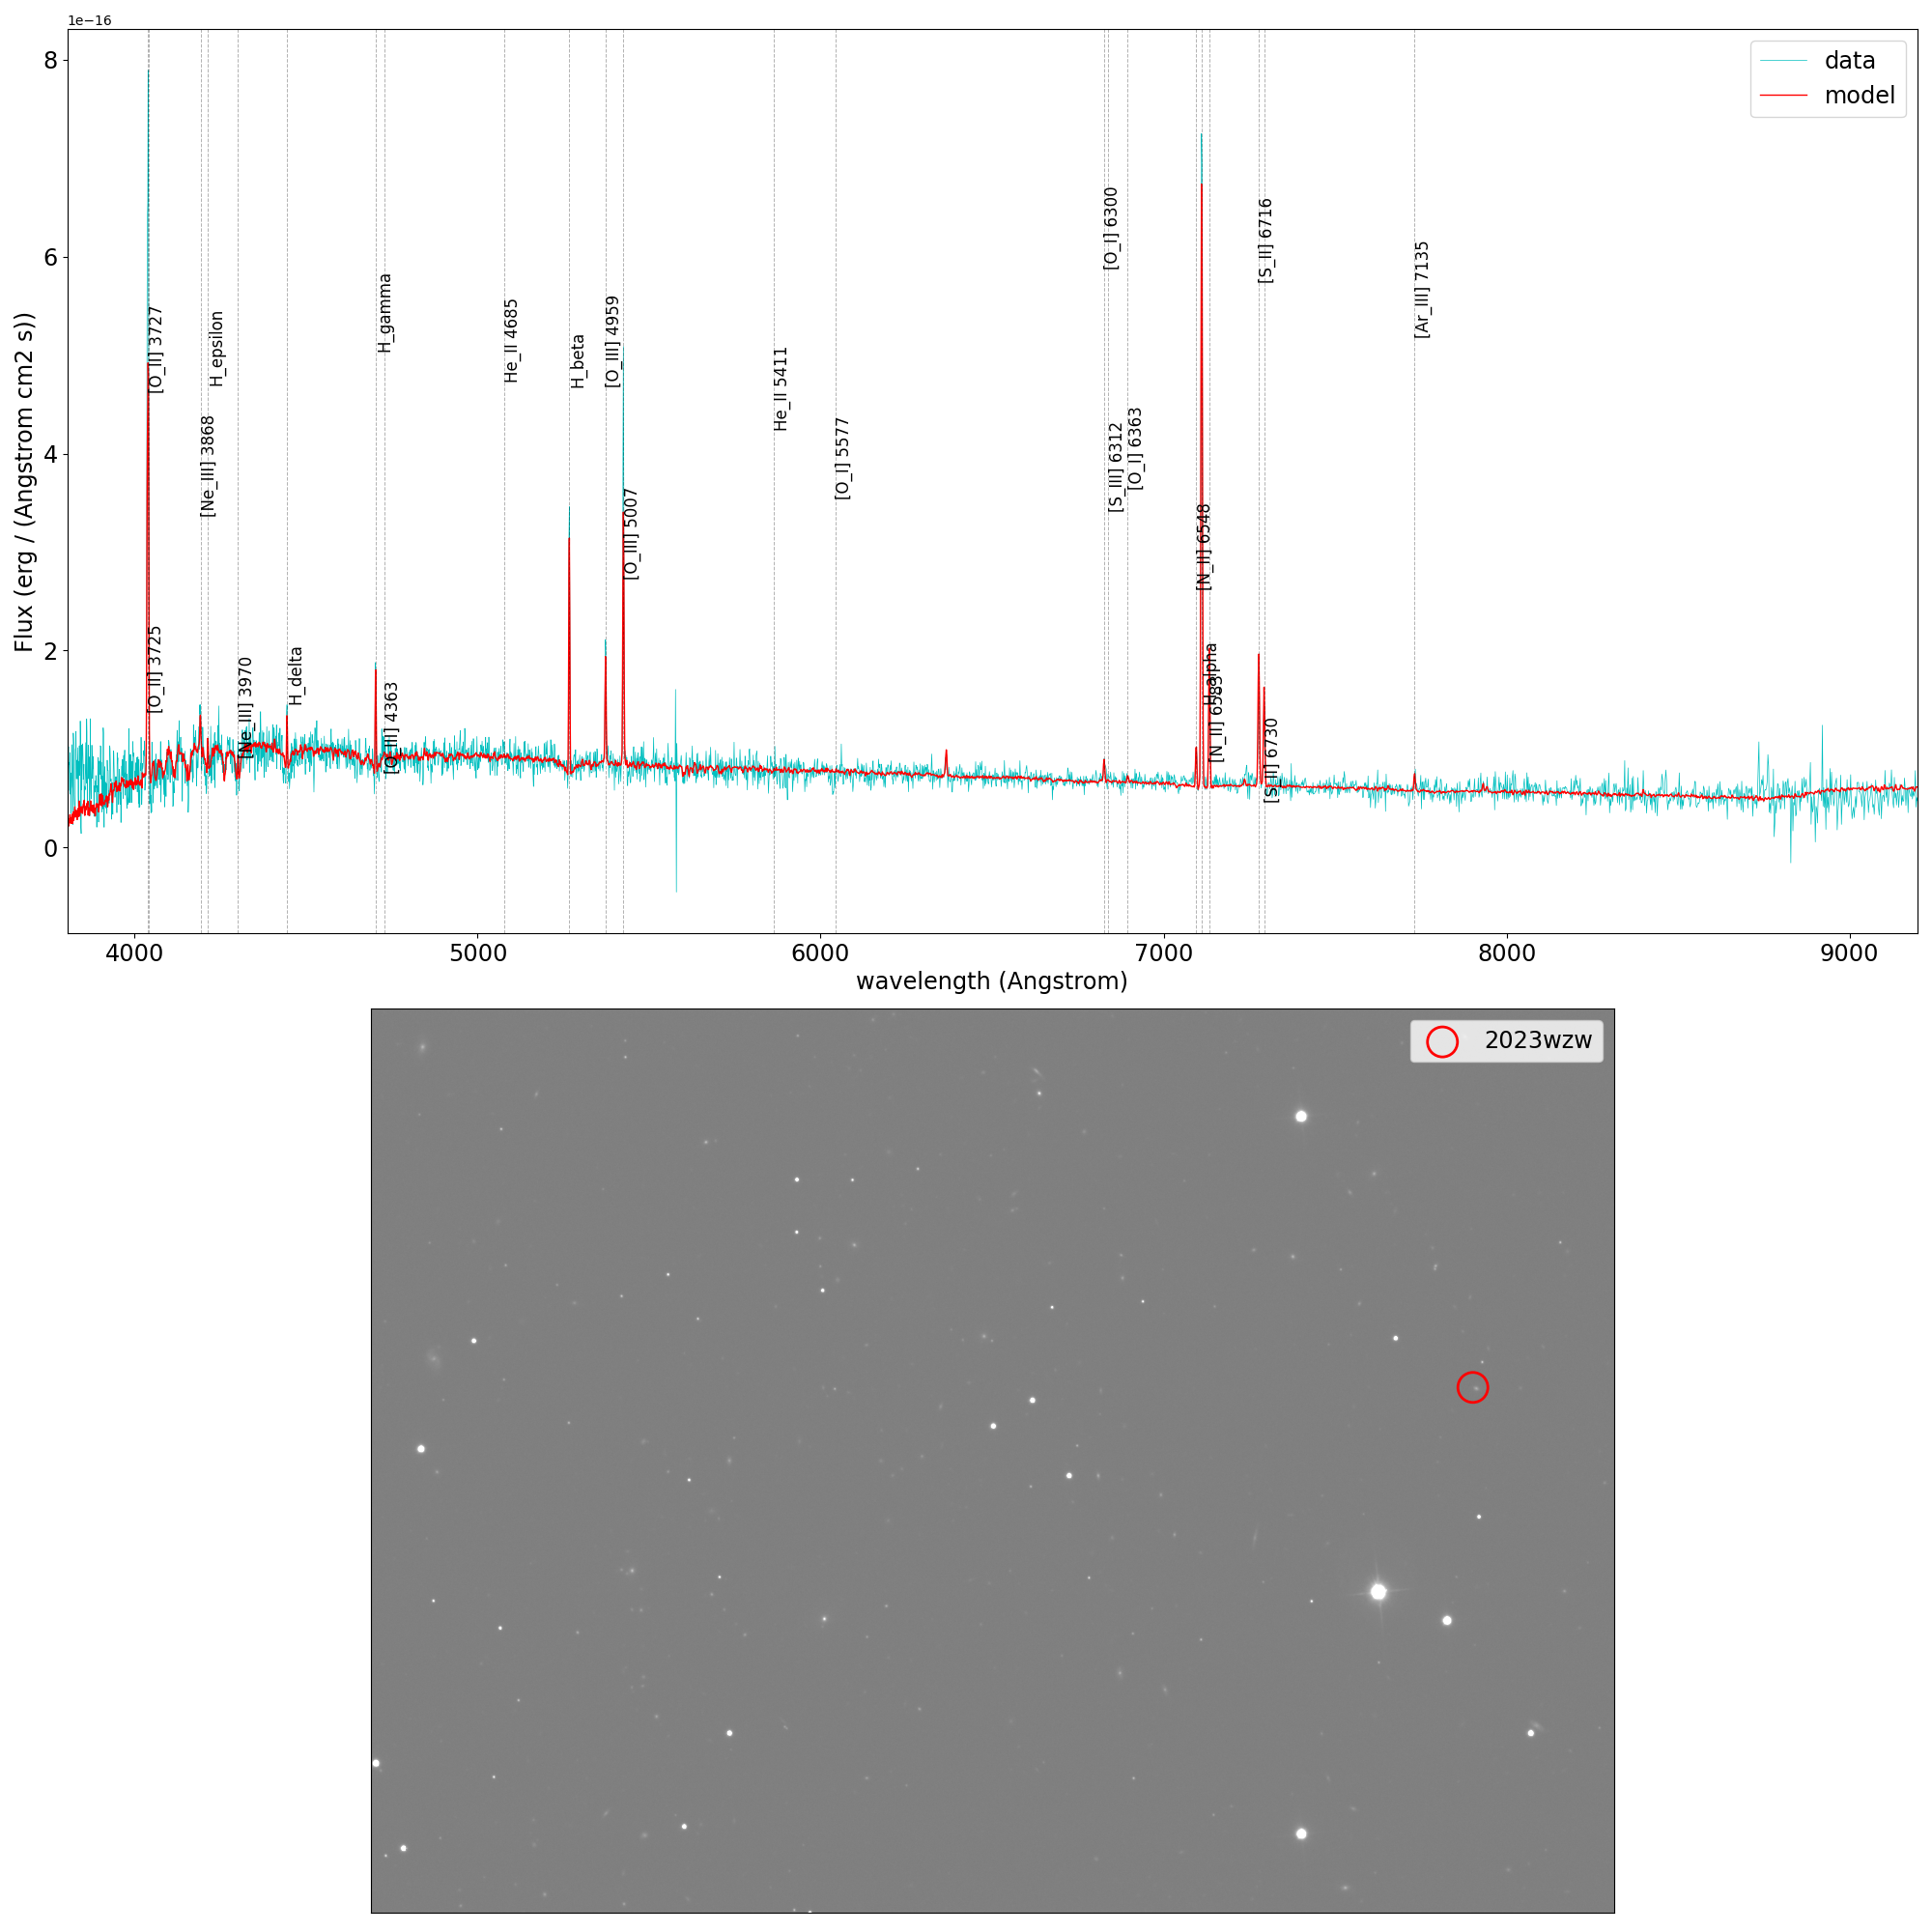 1e−16
data
model
8
6
4
2
0
Flux (erg / (Angstrom cm2 s))
[O_II] 3727
[O_II] 3725
[Ne_III] 3868
H_epsilon
[Ne_III] 3970
H_delta
H_gamma
[O_III] 4363
He_II 4685
H_beta
[O_III] 4959
[O_III] 5007
He_II 5411
[O_I] 5577
[O_I] 6300
[S_III] 6312
[O_I] 6363
[N_II] 6548
H_alpha
[N_II] 6583
[S_II] 6716
[S_II] 6730
[Ar_III] 7135
4000 5000 6000 7000 8000 9000
wavelength (Angstrom)
2023wzw